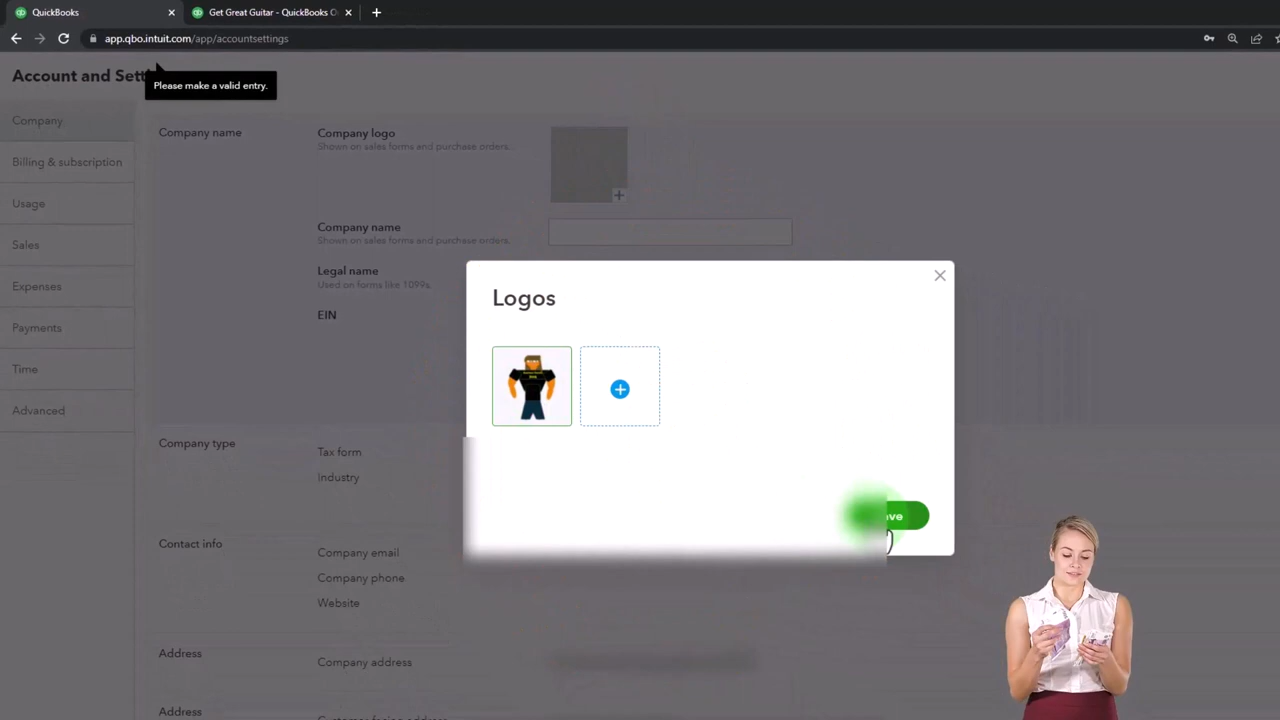 QuickBooks
Get Great Guitar - QuickBooks O
app.qbo.intuit.com/app/accountsettings
Account and Sett
Please make a valid entry.
Company
Billing & subscription
Usage
Sales
Expenses
Payments
Time
Advanced
Company name
Company logo
Shown on sales forms and purchase orders.
Company name
Shown on sales forms and purchase orders.
Legal name
Used on forms like 1099s.
EIN
Logos
ve
Company type
Tax form
Industry
Contact info
Company email
Company phone
Website
Address
Company address
Address